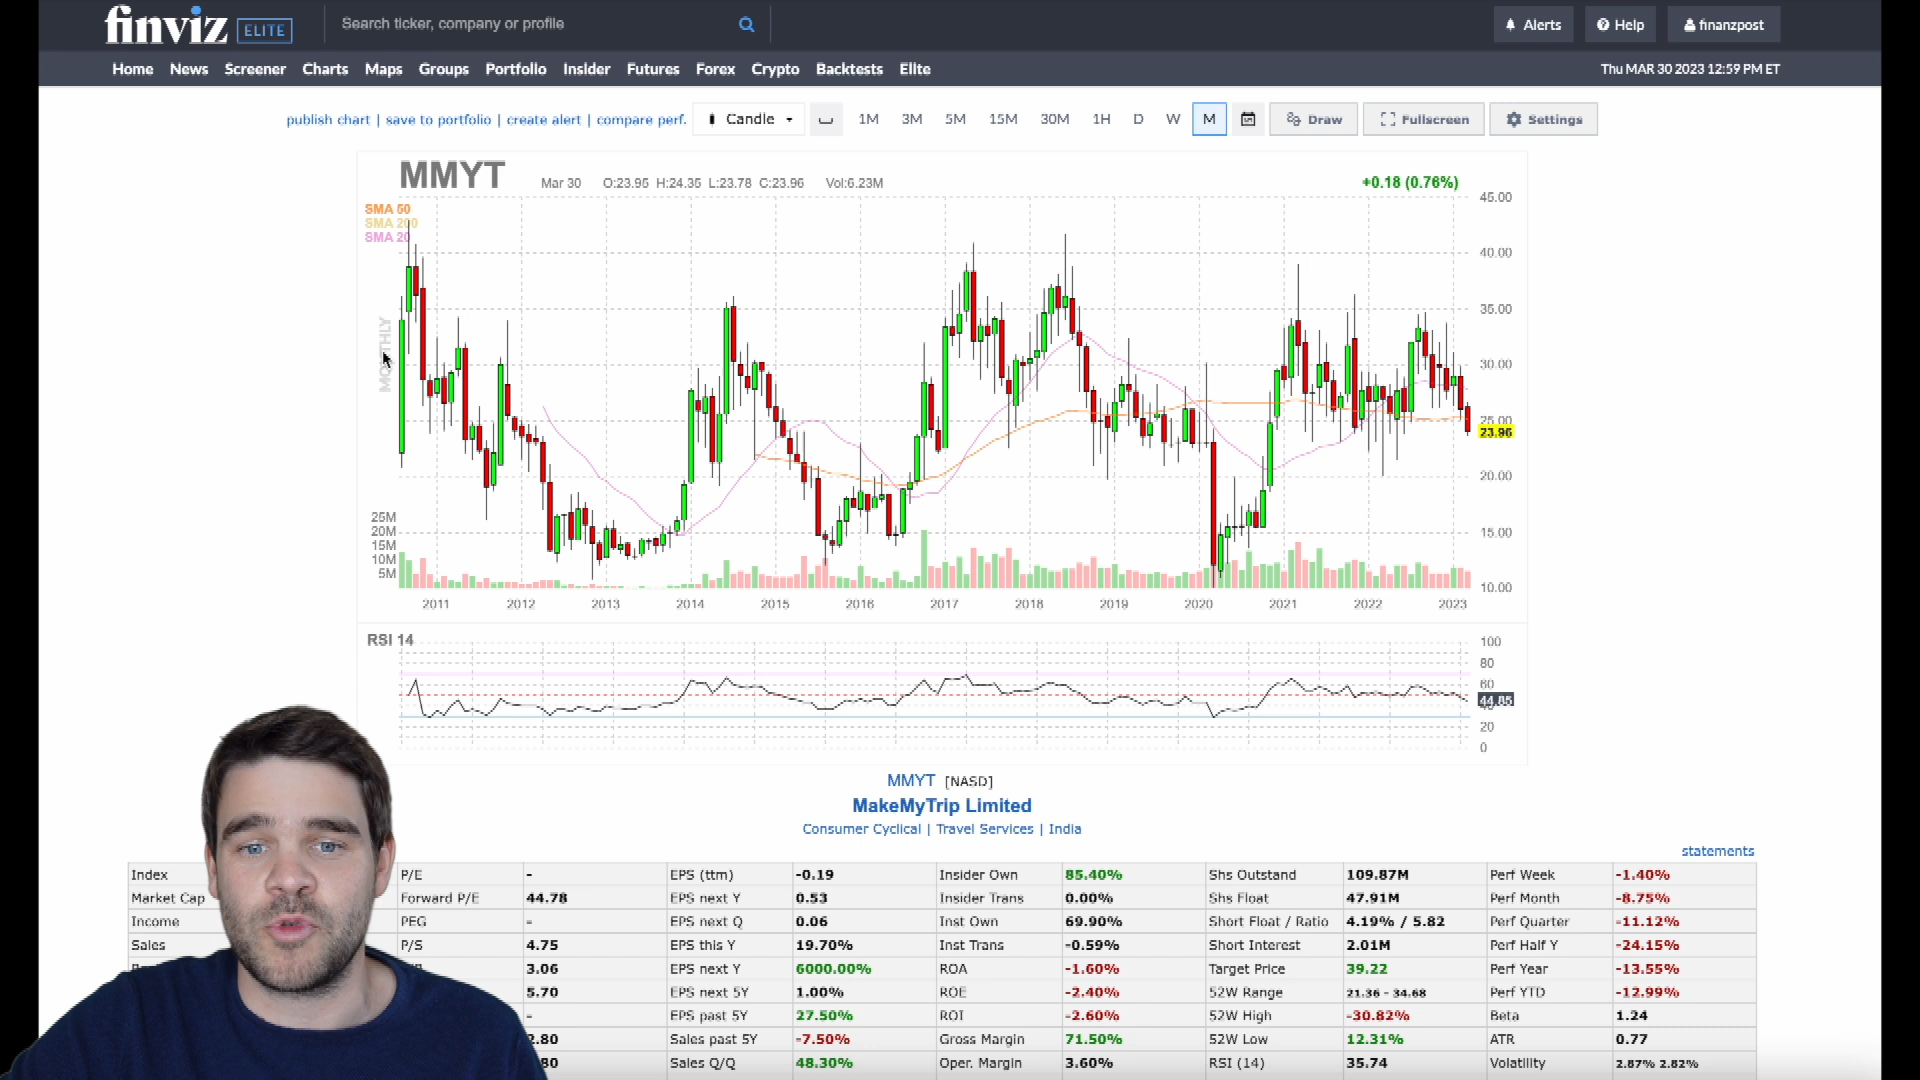 finviz ELITE Search ticker, company or profile Alerts Help finanzpost
Home News Screener Charts Maps Groups Portfolio Insider Futures Forex Crypto Backtests Elite Thu MAR 30 2023 12:59 PM ET
publish chart | save to portfolio | create alert | compare perf. Candle 1M 3M 5M 15M 30M 1H D W M Draw Fullscreen Settings
MMYT Mar 30 O:23.95 H:24.35 L:23.78 C:23.96 Vol:6.23M +0.18 (0.76%)
SMA 50
SMA 200
SMA 20
MONTHLY
45.00
40.00
35.00
30.00
25.00
23.96
20.00
15.00
10.00
25M
20M
15M
10M
5M
2011 2012 2013 2014 2015 2016 2017 2018 2019 2020 2021 2022 2023
RSI 14
100
80
60
44.85
20
0
MMYT [NASD]
MakeMyTrip Limited
Consumer Cyclical | Travel Services | India
statements
Index P/E - EPS (ttm) -0.19 Insider Own 85.40% Shs Outstand 109.87M Perf Week -1.40%
Market Cap Forward P/E 44.78 EPS next Y 0.53 Insider Trans 0.00% Shs Float 47.91M Perf Month -8.75%
Income PEG - EPS next Q 0.06 Inst Own 69.90% Short Float / Ratio 4.19% / 5.82 Perf Quarter -11.12%
Sales P/S 4.75 EPS this Y 19.70% Inst Trans -0.59% Short Interest 2.01M Perf Half Y -24.15%
3.06 EPS next Y 6000.00% ROA -1.60% Target Price 39.22 Perf Year -13.55%
5.70 EPS next 5Y 1.00% ROE -2.40% 52W Range 21.36 - 34.68 Perf YTD -12.99%
- EPS past 5Y 27.50% ROI -2.60% 52W High -30.82% Beta 1.24
.80 Sales past 5Y -7.50% Gross Margin 71.50% 52W Low 12.31% ATR 0.77
Sales Q/Q 48.30% Oper. Margin 3.60% RSI (14) 35.74 Volatility 2.87% 2.82%